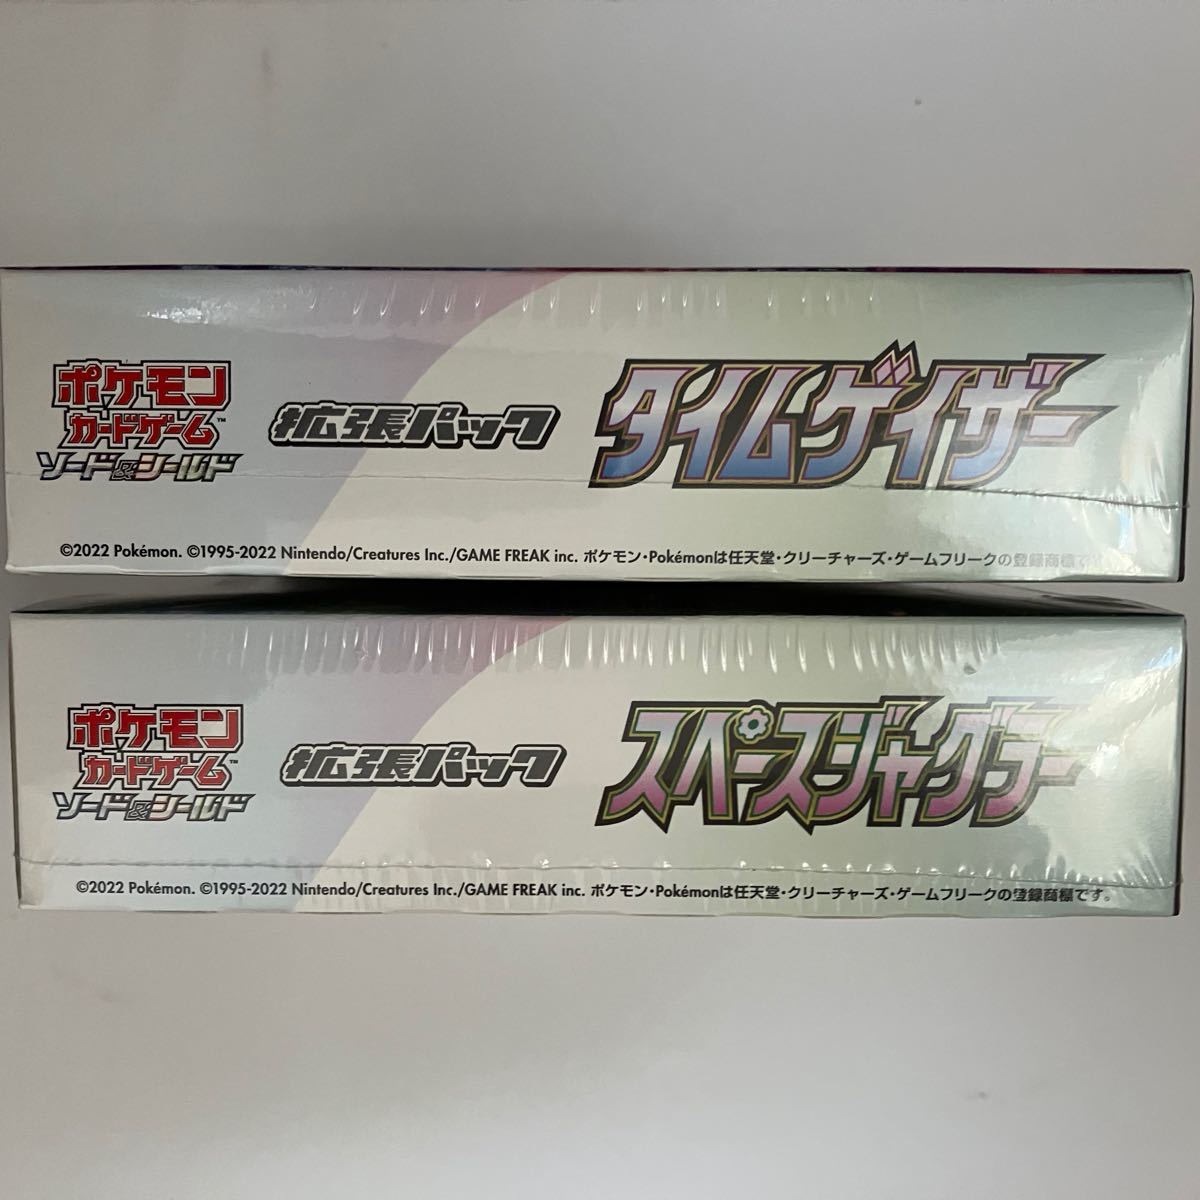 ポケモン
カードゲーム™
ソード&シールド
拡張パック
タイムゲイザー
©2022 Pokémon. ©1995-2022 Nintendo/Creatures Inc./GAME FREAK inc. ポケモン・Pokémonは任天堂・クリーチャーズ・ゲームフリークの登録商標です
ポケモン
カードゲーム™
ソード&シールド
拡張パック
スペースジャグラー
©2022 Pokémon. ©1995-2022 Nintendo/Creatures Inc./GAME FREAK inc. ポケモン・Pokémonは任天堂・クリーチャーズ・ゲームフリークの登録商標です。